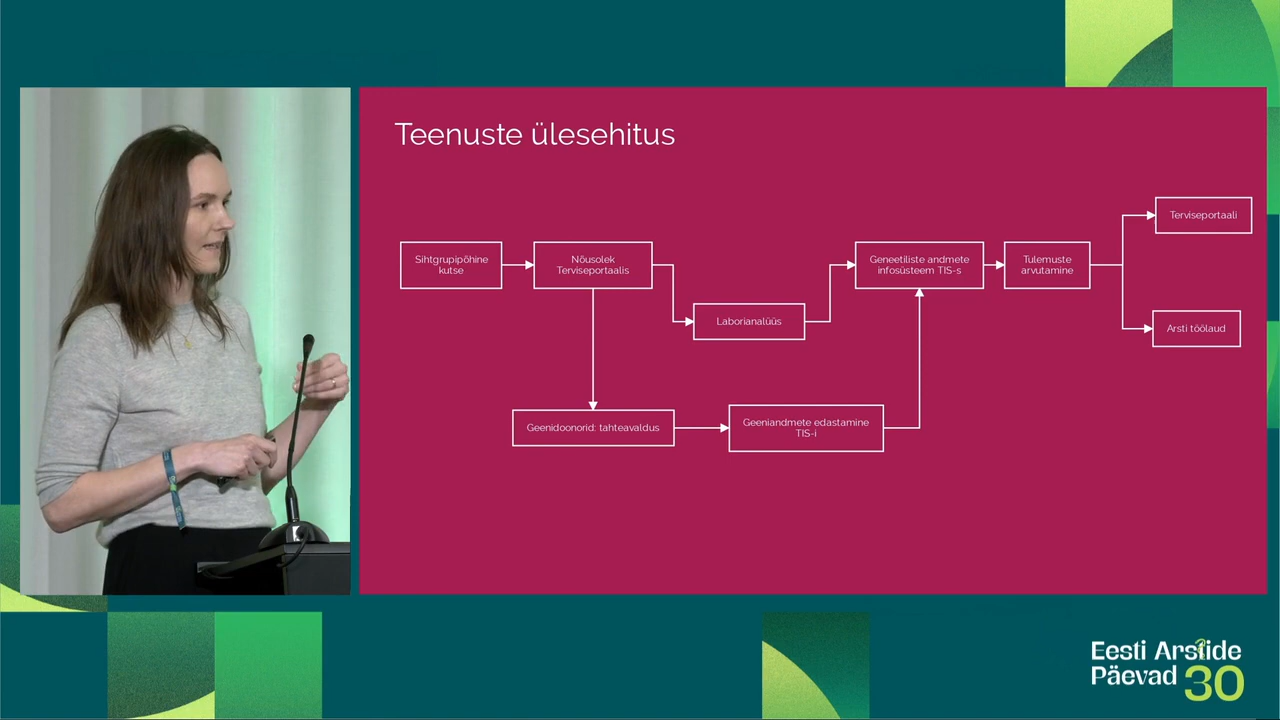 Teenuste ülesehitus
Sihtgrupipõhine
kutse
Nõusolek
Terviseportaalis
Laborianalüüs
Geneetiliste andmete
infosüsteem TIS-s
Tulemuste
arvutamine
Terviseportaali
Arsti töölaud
Geenidoonorid: tahteavaldus
Geeniandmete edastamine
TIS-i
Eesti Arstide
Päevad 30